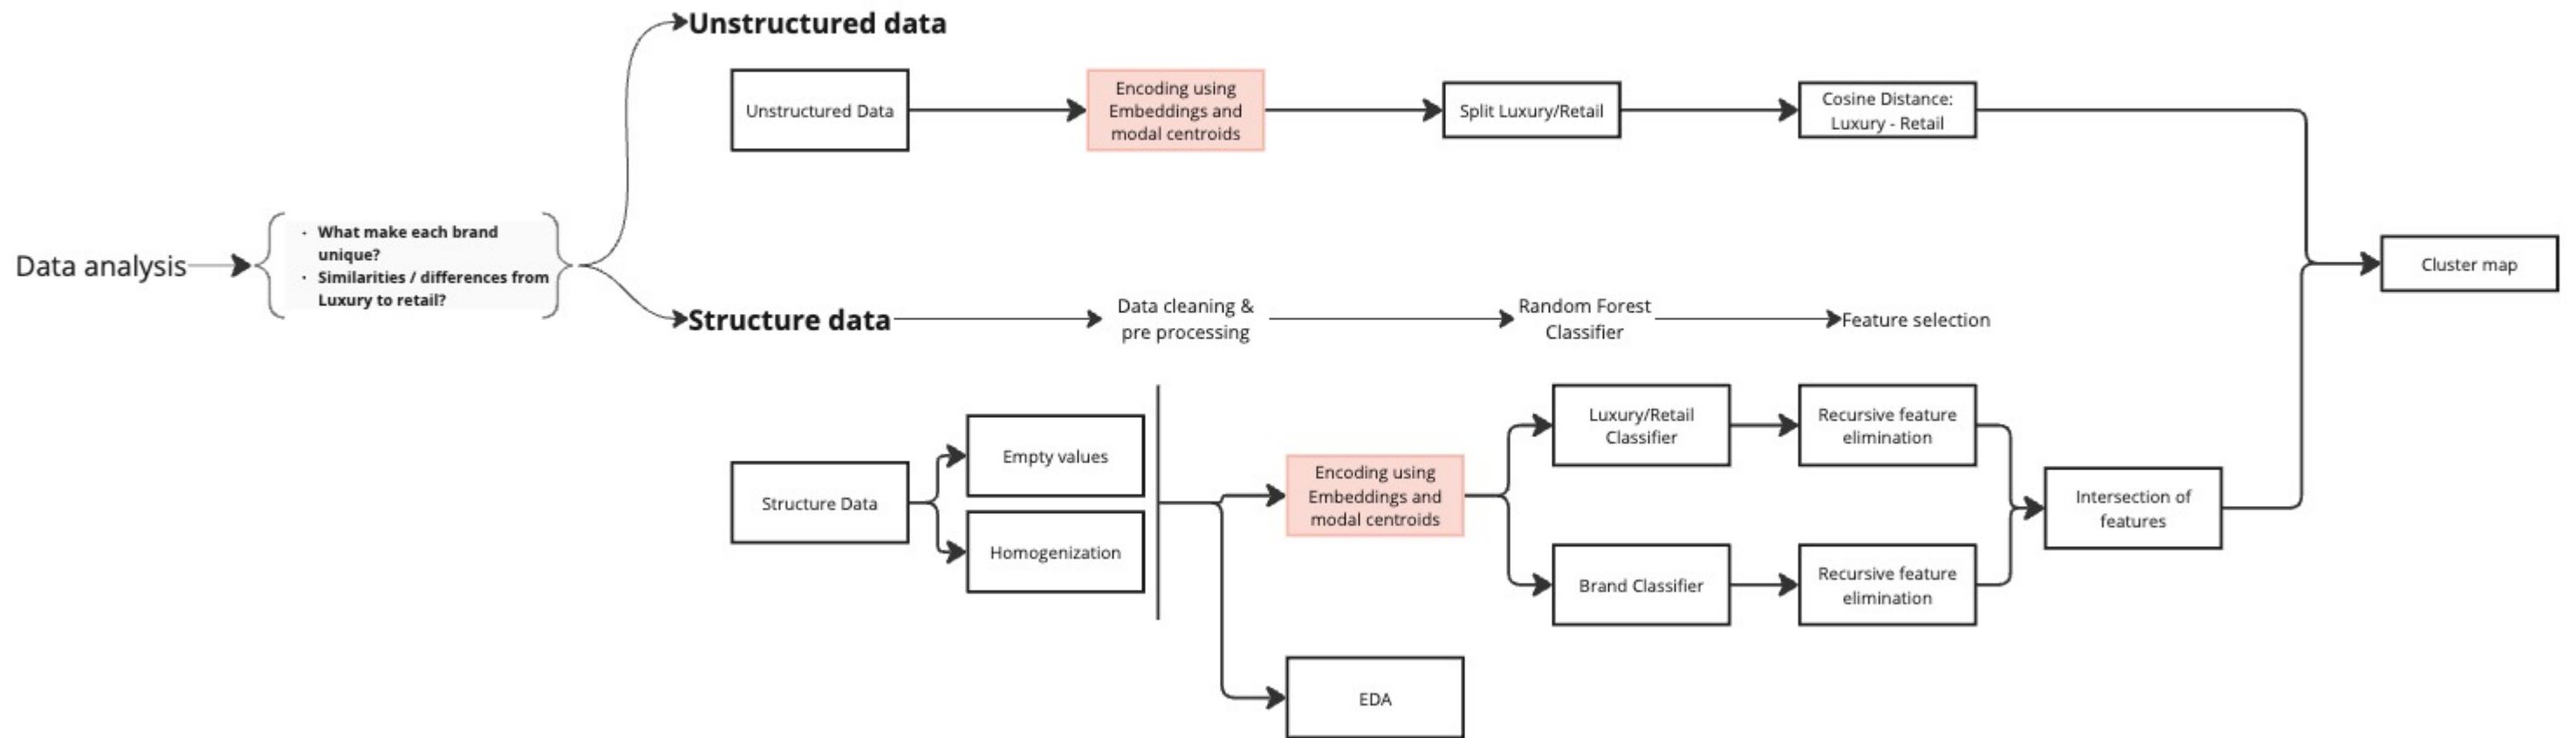 Unstructured data
Unstructured Data
Encoding using
Embeddings and
modal centroids
Split Luxury/Retail
Cosine Distance:
Luxury - Retail
Data analysis
· What make each brand
unique?
· Similarities / differences from
Luxury to retail?
Cluster map
Structure data
Data cleaning &
pre processing
Random Forest
Classifier
Feature selection
Structure Data
Empty values
Homogenization
Encoding using
Embeddings and
modal centroids
Luxury/Retail
Classifier
Recursive feature
elimination
Brand Classifier
Recursive feature
elimination
Intersection of
features
EDA